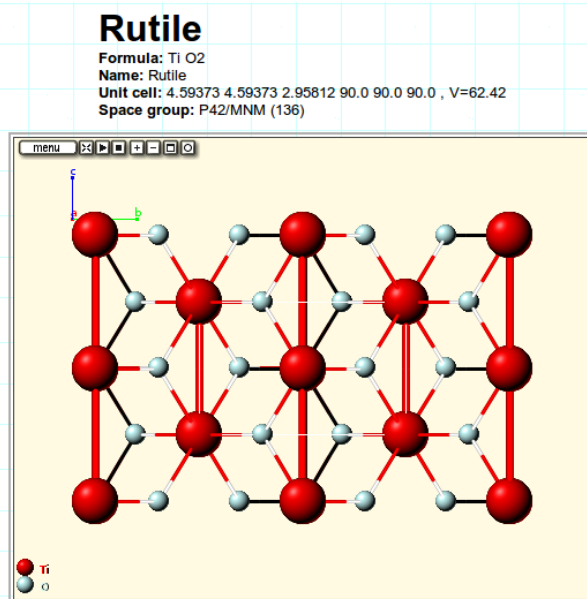 Rutile
Formula: Ti O2
Name: Rutile
Unit cell: 4.59373 4.59373 2.95812 90.0 90.0 90.0 , V=62.42
Space group: P42/MNM (136)
menu
c
a b
Ti
O